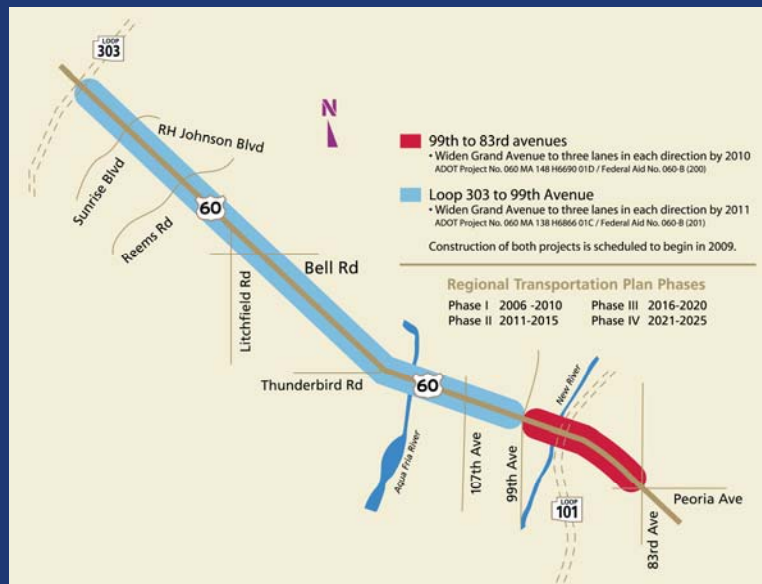 LOOP
303
N
RH Johnson Blvd
Sunrise Blvd
Reems Rd
60
Bell Rd
Litchfield Rd
Thunderbird Rd
60
Aqua Fria River
107th Ave
99th Ave
New River
LOOP
101
Peoria Ave
83rd Ave
99th to 83rd avenues
• Widen Grand Avenue to three lanes in each direction by 2010
ADOT Project No. 060 MA 148 H6690 01D / Federal Aid No. 060-B (200)
Loop 303 to 99th Avenue
• Widen Grand Avenue to three lanes in each direction by 2011
ADOT Project No. 060 MA 138 H6866 01C / Federal Aid No. 060-B (201)
Construction of both projects is scheduled to begin in 2009.
Regional Transportation Plan Phases
Phase I 2006 -2010 Phase III 2016-2020
Phase II 2011-2015 Phase IV 2021-2025